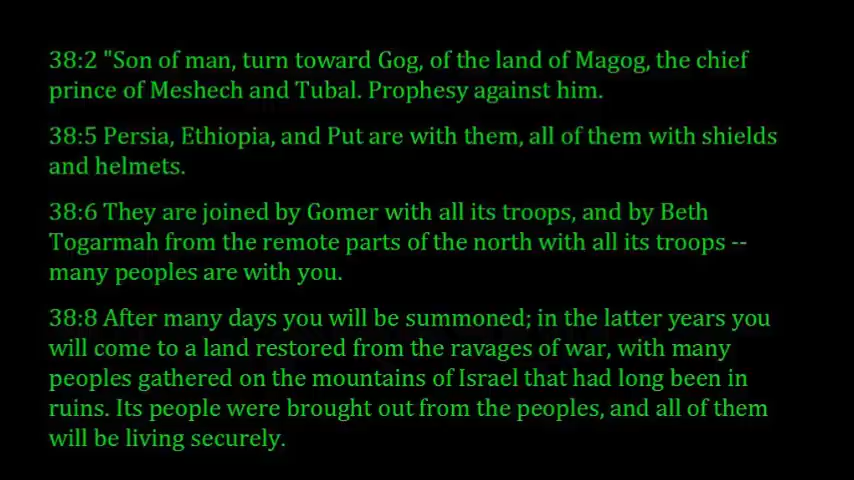 38:2 "Son of man, turn toward Gog, of the land of Magog, the chief
prince of Meshech and Tubal. Prophesy against him.
38:5 Persia, Ethiopia, and Put are with them, all of them with shields
and helmets.
38:6 They are joined by Gomer with all its troops, and by Beth
Togarmah from the remote parts of the north with all its troops --
many peoples are with you.
38:8 After many days you will be summoned; in the latter years you
will come to a land restored from the ravages of war, with many
peoples gathered on the mountains of Israel that had long been in
ruins. Its people were brought out from the peoples, and all of them
will be living securely.